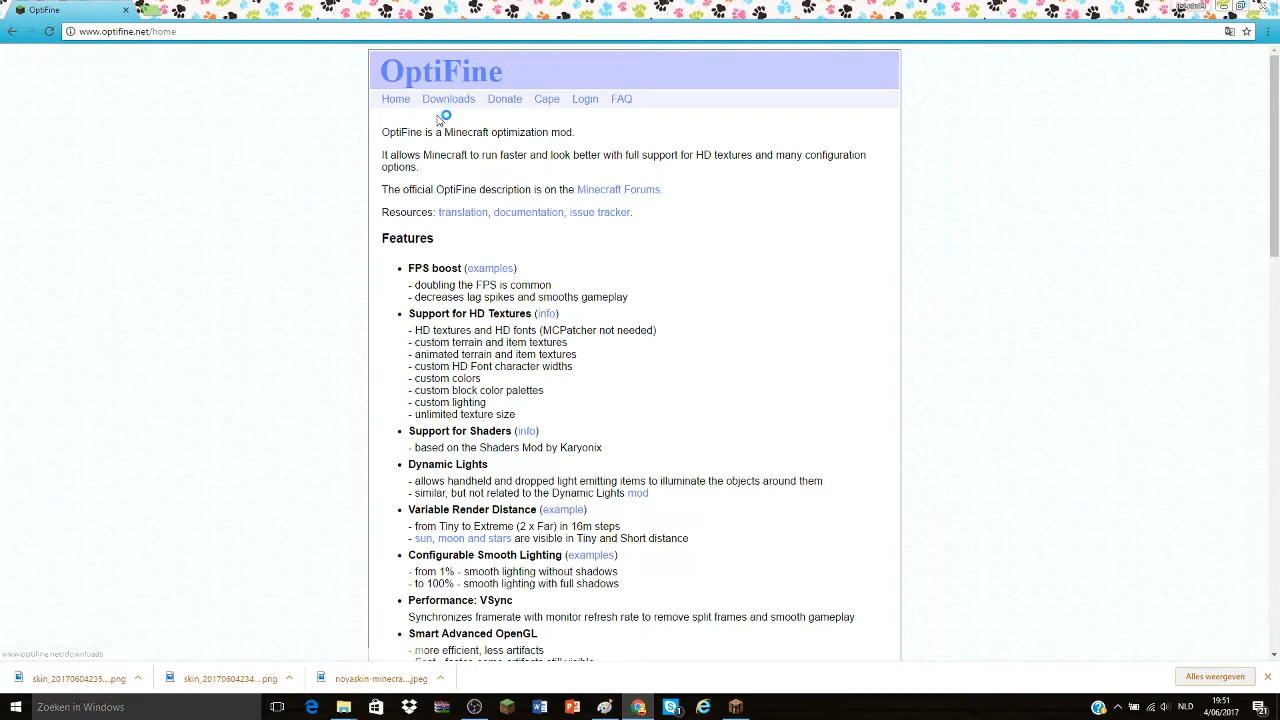 OptiFine
www.optifine.net/home
OptiFine
Home Downloads Donate Cape Login FAQ
OptiFine is a Minecraft optimization mod.
It allows Minecraft to run faster and look better with full support for HD textures and many configuration
options.
The official OptiFine description is on the Minecraft Forums.
Resources: translation, documentation, issue tracker.
Features
• FPS boost (examples)
- doubling the FPS is common
- decreases lag spikes and smooths gameplay
• Support for HD Textures (info)
- HD textures and HD fonts (MCPatcher not needed)
- custom terrain and item textures
- animated terrain and item textures
- custom HD Font character widths
- custom colors
- custom block color palettes
- custom lighting
- unlimited texture size
• Support for Shaders (info)
- based on the Shaders Mod by Karyonix
• Dynamic Lights
- allows handheld and dropped light emitting items to illuminate the objects around them
- similar, but not related to the Dynamic Lights mod
• Variable Render Distance (example)
- from Tiny to Extreme (2 x Far) in 16m steps
- sun, moon and stars are visible in Tiny and Short distance
• Configurable Smooth Lighting (examples)
- from 1% - smooth lighting without shadows
- to 100% - smooth lighting with full shadows
• Performance: VSync
Synchronizes framerate with monitor refresh rate to remove split frames and smooth gameplay
• Smart Advanced OpenGL
- more efficient, less artifacts
www.optifine.net/downloads
skin_20170604235....png skin_20170604234....png novaskin-minecra....jpeg Alles weergeven
Zoeken in Windows
NLD
19:51
4/06/2017